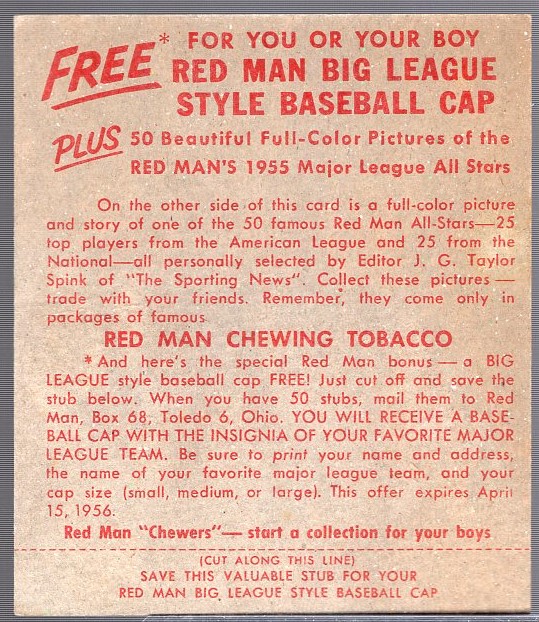 FREE* FOR YOU OR YOUR BOY
RED MAN BIG LEAGUE
STYLE BASEBALL CAP
PLUS 50 Beautiful Full-Color Pictures of the
RED MAN'S 1955 Major League All Stars
On the other side of this card is a full-color picture
and story of one of the 50 famous Red Man All-Stars—25
top players from the American League and 25 from the
National—all personally selected by Editor J. G. Taylor
Spink of "The Sporting News". Collect these pictures —
trade with your friends. Remember, they come only in
packages of famous
RED MAN CHEWING TOBACCO
*And here's the special Red Man bonus — a BIG
LEAGUE style baseball cap FREE! Just cut off and save the
stub below. When you have 50 stubs, mail them to Red
Man, Box 68, Toledo 6, Ohio. YOU WILL RECEIVE A BASE-
BALL CAP WITH THE INSIGNIA OF YOUR FAVORITE MAJOR
LEAGUE TEAM. Be sure to print your name and address,
the name of your favorite major league team, and your
cap size (small, medium, or large). This offer expires April
15, 1956.
Red Man "Chewers"— start a collection for your boys
(CUT ALONG THIS LINE)
SAVE THIS VALUABLE STUB FOR YOUR
RED MAN BIG LEAGUE STYLE BASEBALL CAP